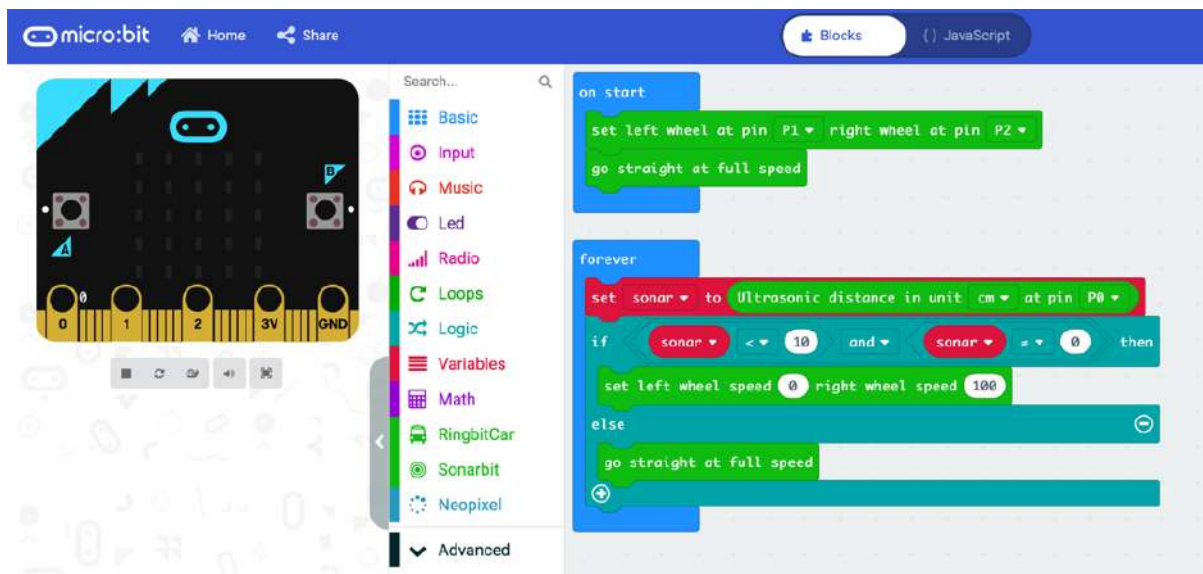 micro:bit Home Share Blocks {} JavaScript
Search...
Basic
Input
Music
Led
Radio
Loops
Logic
Variables
Math
RingbitCar
Sonarbit
Neopixel
Advanced
B
A
0
0 1 2 3V GND
on start
set left wheel at pin P1 right wheel at pin P2
go straight at full speed
forever
set sonar to Ultrasonic distance in unit cm at pin P0
if sonar < 10 and sonar ≠ 0 then
set left wheel speed 0 right wheel speed 100
else
go straight at full speed